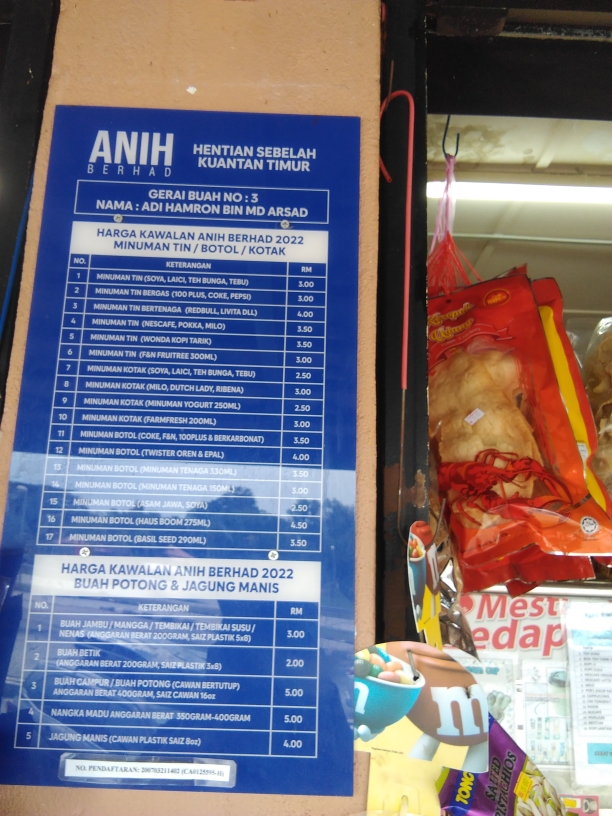 ANIH
BERHAD
HENTIAN SEBELAH
KUANTAN TIMUR
GERAI BUAH NO : 3
NAMA : ADI HAMRON BIN MD ARSAD
HARGA KAWALAN ANIH BERHAD 2022
MINUMAN TIN / BOTOL / KOTAK
NO. KETERANGAN RM
1 MINUMAN TIN (SOYA, LAICI, TEH BUNGA, TEBU) 3.00
2 MINUMAN TIN BERGAS (100 PLUS, COKE, PEPSI) 3.00
3 MINUMAN TIN BERTENAGA (REDBULL, LIVITA DLL) 4.00
4 MINUMAN TIN (NESCAFE, POKKA, MILO) 3.50
5 MINUMAN TIN (WONDA KOPI TARIK) 3.50
6 MINUMAN TIN (F&N FRUITREE 300ML) 3.00
7 MINUMAN KOTAK (SOYA, LAICI, TEH BUNGA, TEBU) 2.50
8 MINUMAN KOTAK (MILO, DUTCH LADY, RIBENA) 3.00
9 MINUMAN KOTAK (MINUMAN YOGURT 250ML) 2.50
10 MINUMAN KOTAK (FARMFRESH 200ML) 3.00
11 MINUMAN BOTOL (COKE, F&N, 100PLUS & BERKARBONAT) 3.50
12 MINUMAN BOTOL (TWISTER OREN & EPAL) 4.00
13 MINUMAN BOTOL (MINUMAN TENAGA 330ML) 3.50
14 MINUMAN BOTOL (MINUMAN TENAGA 150ML) 3.00
15 MINUMAN BOTOL (ASAM JAWA, SOYA) 2.50
16 MINUMAN BOTOL (HAUS BOOM 275ML) 4.50
17 MINUMAN BOTOL (BASIL SEED 290ML) 3.50
HARGA KAWALAN ANIH BERHAD 2022
BUAH POTONG & JAGUNG MANIS
NO. KETERANGAN RM
1 BUAH JAMBU / MANGGA / TEMBIKAI / TEMBIKAI SUSU /
NENAS (ANGGARAN BERAT 200GRAM, SAIZ PLASTIK 5x8) 3.00
2 BUAH BETIK
(ANGGARAN BERAT 200GRAM, SAIZ PLASTIK 3x8) 2.00
3 BUAH CAMPUR / BUAH POTONG (CAWAN BERTUTUP)
ANGGARAN BERAT 400GRAM, SAIZ CAWAN 16oz 5.00
4 NANGKA MADU ANGGARAN BERAT 350GRAM-400GRAM 5.00
5 JAGUNG MANIS (CAWAN PLASTIK SAIZ 8oz) 4.00
NO. PENDAFTARAN: 200703211402 (CA0125595-H)
Mesti
edap
m
TONG
SALTED